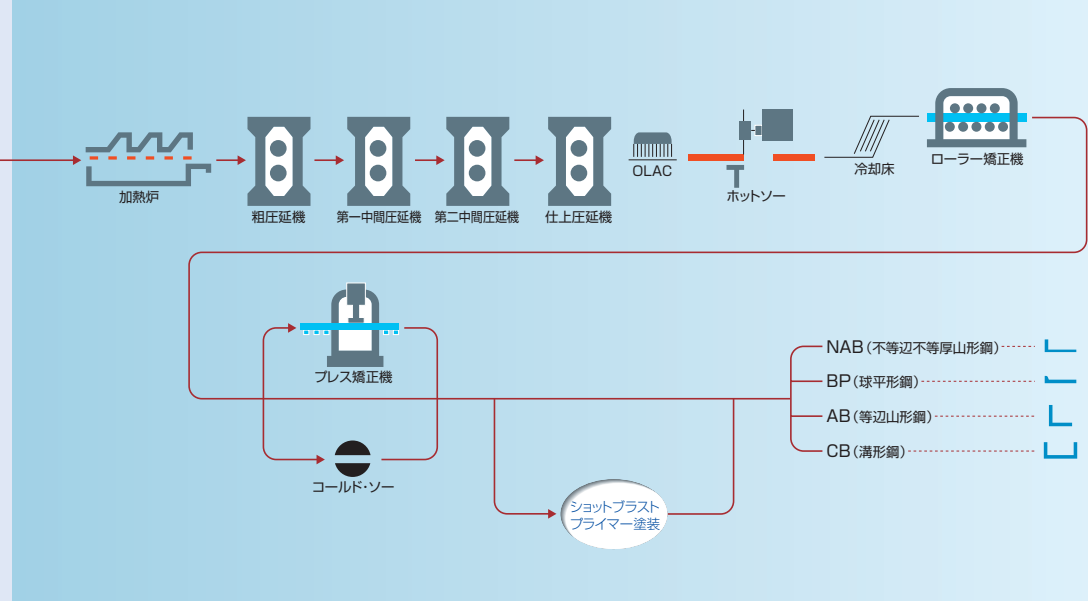 加熱炉
粗圧延機
第一中間圧延機
第二中間圧延機
仕上圧延機
OLAC
ホットソー
冷却床
ローラー矯正機
プレス矯正機
コールド・ソー
ショットブラスト
プライマー塗装
NAB（不等辺不等厚山形鋼）
BP（球平形鋼）
AB（等辺山形鋼）
CB（溝形鋼）